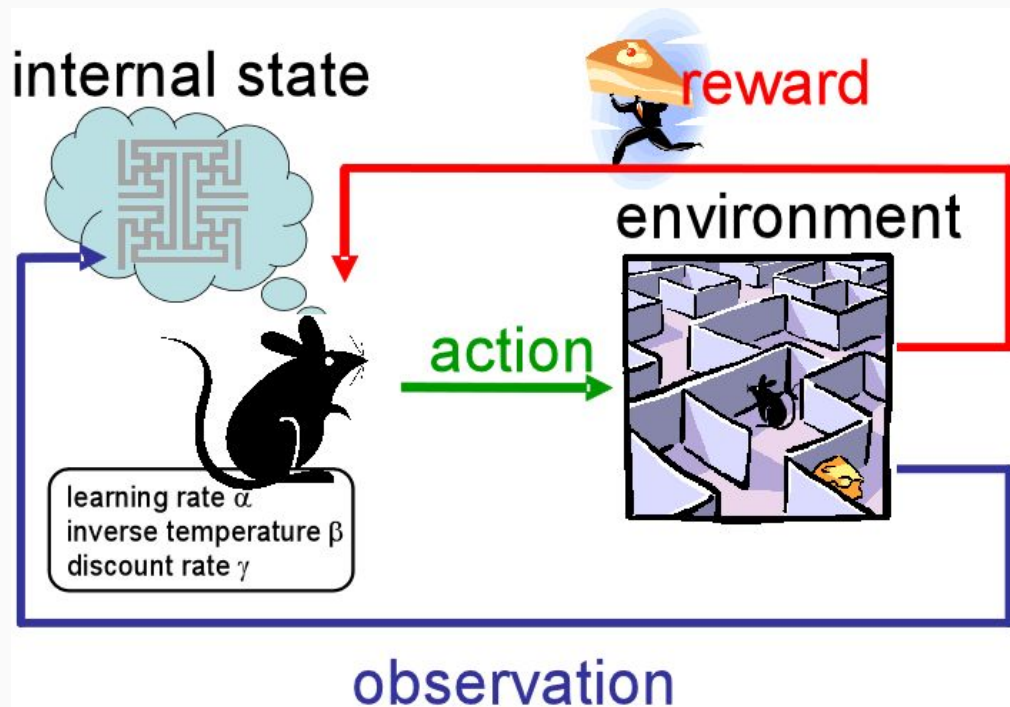 internal state
reward
environment
action
learning rate α
inverse temperature β
discount rate γ
observation